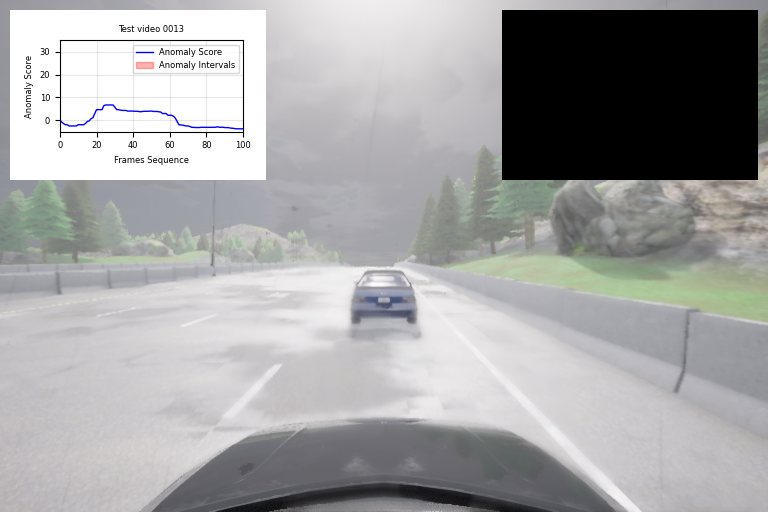 Test video 0013
Anomaly Score
Anomaly Intervals
30
20
10
0
Anomaly Score
0 20 40 60 80 100
Frames Sequence